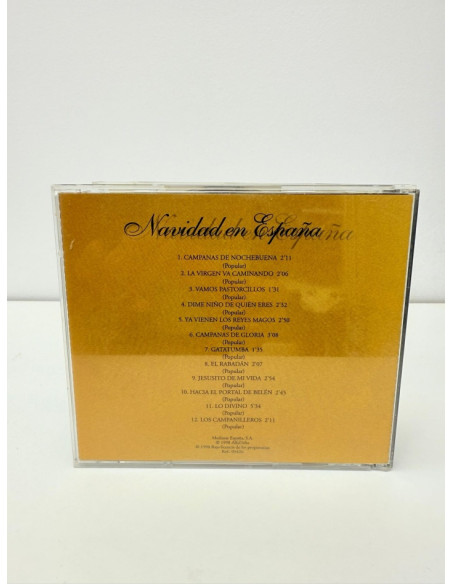 Navidad en España
1. CAMPANAS DE NOCHEBUENA 2'11
(Popular)
2. LA VIRGEN VA CAMINANDO 2'06
(Popular)
3. VAMOS PASTORCILLOS 1'31
(Popular)
4. DIME NIÑO DE QUIÉN ERES 2'52
(Popular)
5. YA VIENEN LOS REYES MAGOS 2'50
(Popular)
6. CAMPANAS DE GLORIA 3'08
(Popular)
7. GATATUMBA 1'35
(Popular)
8. EL RABADÁN 2'07
(Popular)
9. JESUSITO DE MI VIDA 2'54
(Popular)
10. HACIA EL PORTAL DE BELÉN 2'45
(Popular)
11. LO DIVINO
(Popular)
12. LOS CAMPANILLEROS 2'11
(Popular)
España, S.A.